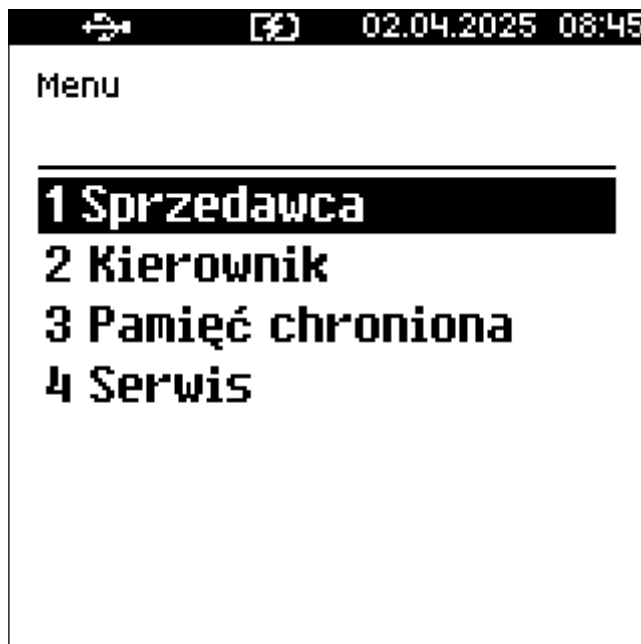 02.04.2025 08:45
Menu
1 Sprzedawca
2 Kierownik
3 Pamięć chroniona
4 Serwis